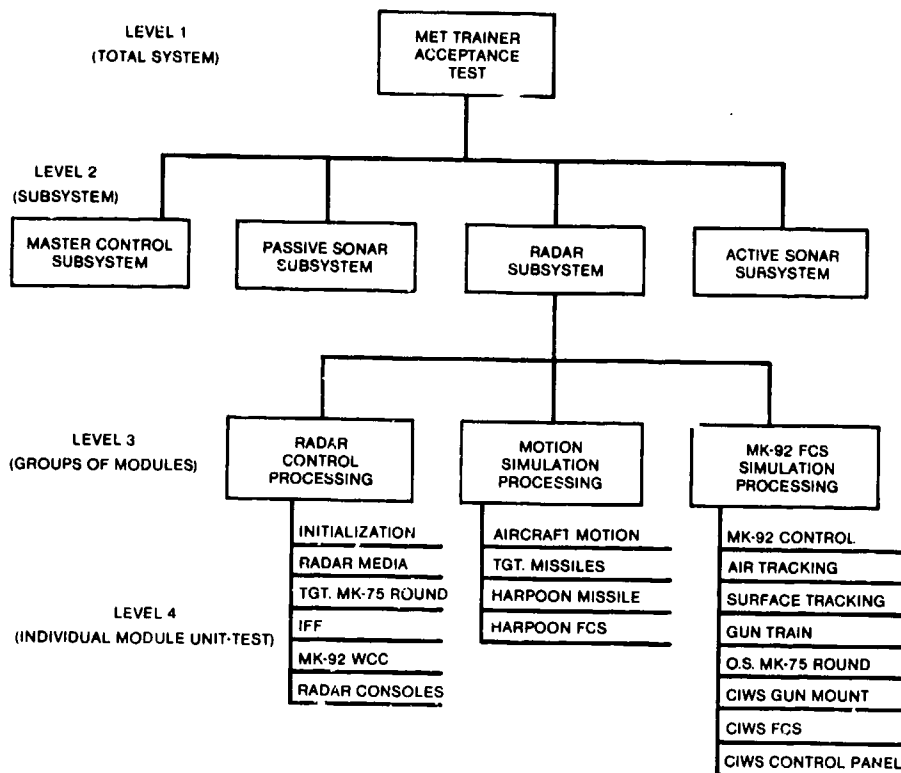 LEVEL 1
(TOTAL SYSTEM)
MET TRAINER
ACCEPTANCE
TEST
LEVEL 2
(SUBSYSTEM)
MASTER CONTROL
SUBSYSTEM
PASSIVE SONAR
SUBSYSTEM
RADAR
SUBSYSTEM
ACTIVE SONAR
SURSYSTEM
LEVEL 3
(GROUPS OF MODULES)
RADAR
CONTROL
PROCESSING
MOTION
SIMULATION
PROCESSING
MK-92 FCS
SIMULATION
PROCESSING
LEVEL 4
(INDIVIDUAL MODULE UNIT-TEST)
INITIALIZATION
RADAR MEDIA
TGT. MK-75 ROUND
IFF
MK-92 WCC
RADAR CONSOLES
AIRCRAFT MOTION
TGT. MISSILES
HARPOON MISSILE
HARPOON FCS
MK-92 CONTROL
AIR TRACKING
SURFACE TRACKING
GUN TRAIN
O.S. MK-75 ROUND
CIWS GUN MOUNT
CIWS FCS
CIWS CONTROL PANEL